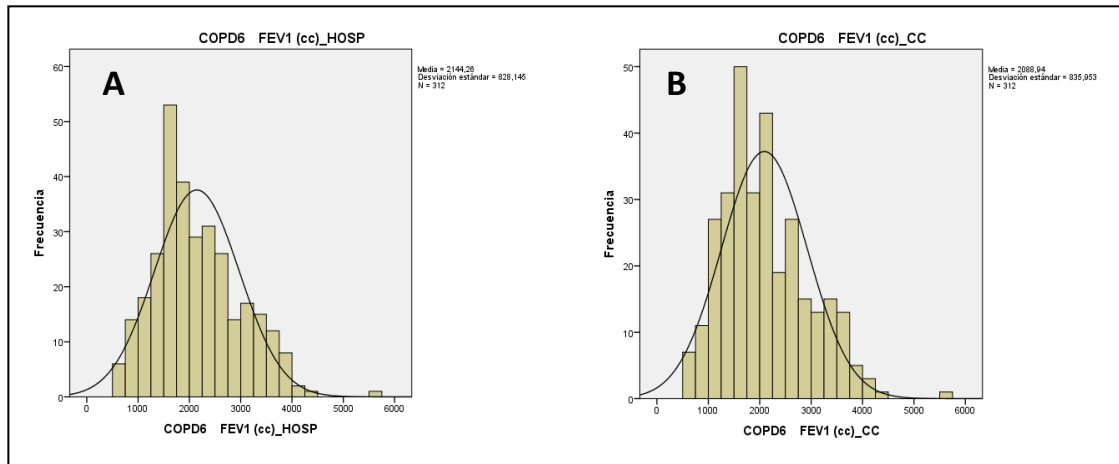 COPD6 FEV1 (cc)_HOSP
A
Media = 2144,26
Desviación estándar = 828,146
N = 312
60
50
40
30
20
10
0
Frecuencia
0 1000 2000 3000 4000 5000 6000
COPD6 FEV1 (cc)_HOSP
COPD6 FEV1 (cc)_CC
B
Media = 2088,94
Desviación estándar = 835,953
N = 312
50
40
30
20
10
0
Frecuencia
0 1000 2000 3000 4000 5000 6000
COPD6 FEV1 (cc)_CC